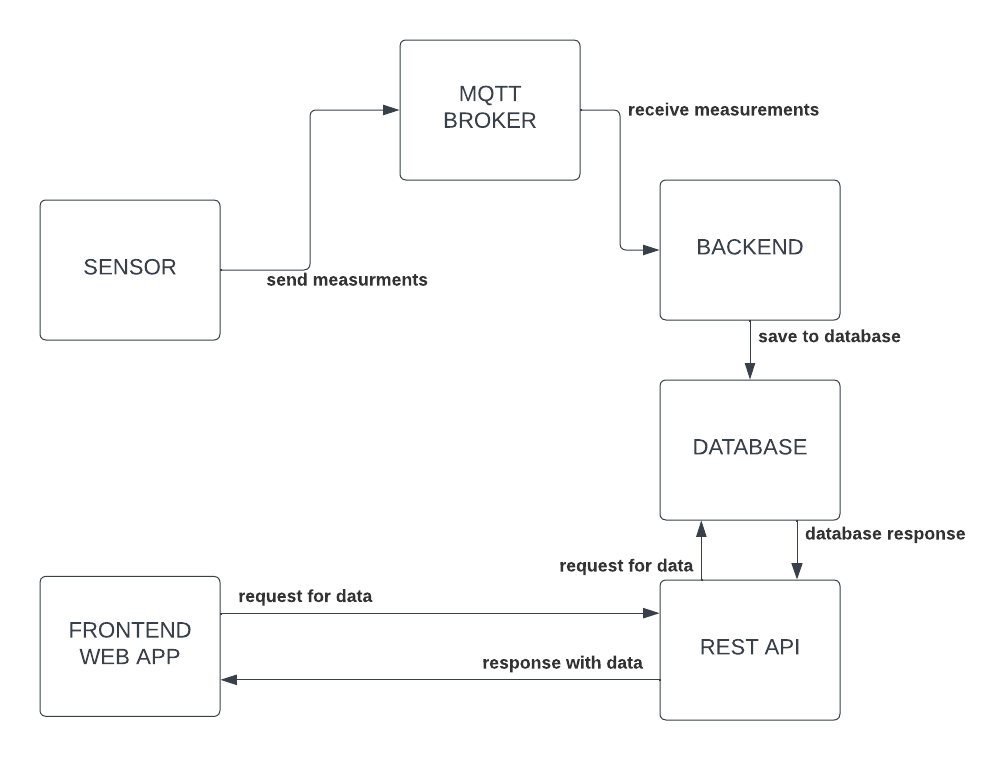 MQTT
BROKER
receive measurements
SENSOR
send measurments
BACKEND
save to database
DATABASE
database response
request for data
FRONTEND
WEB APP
request for data
response with data
REST API